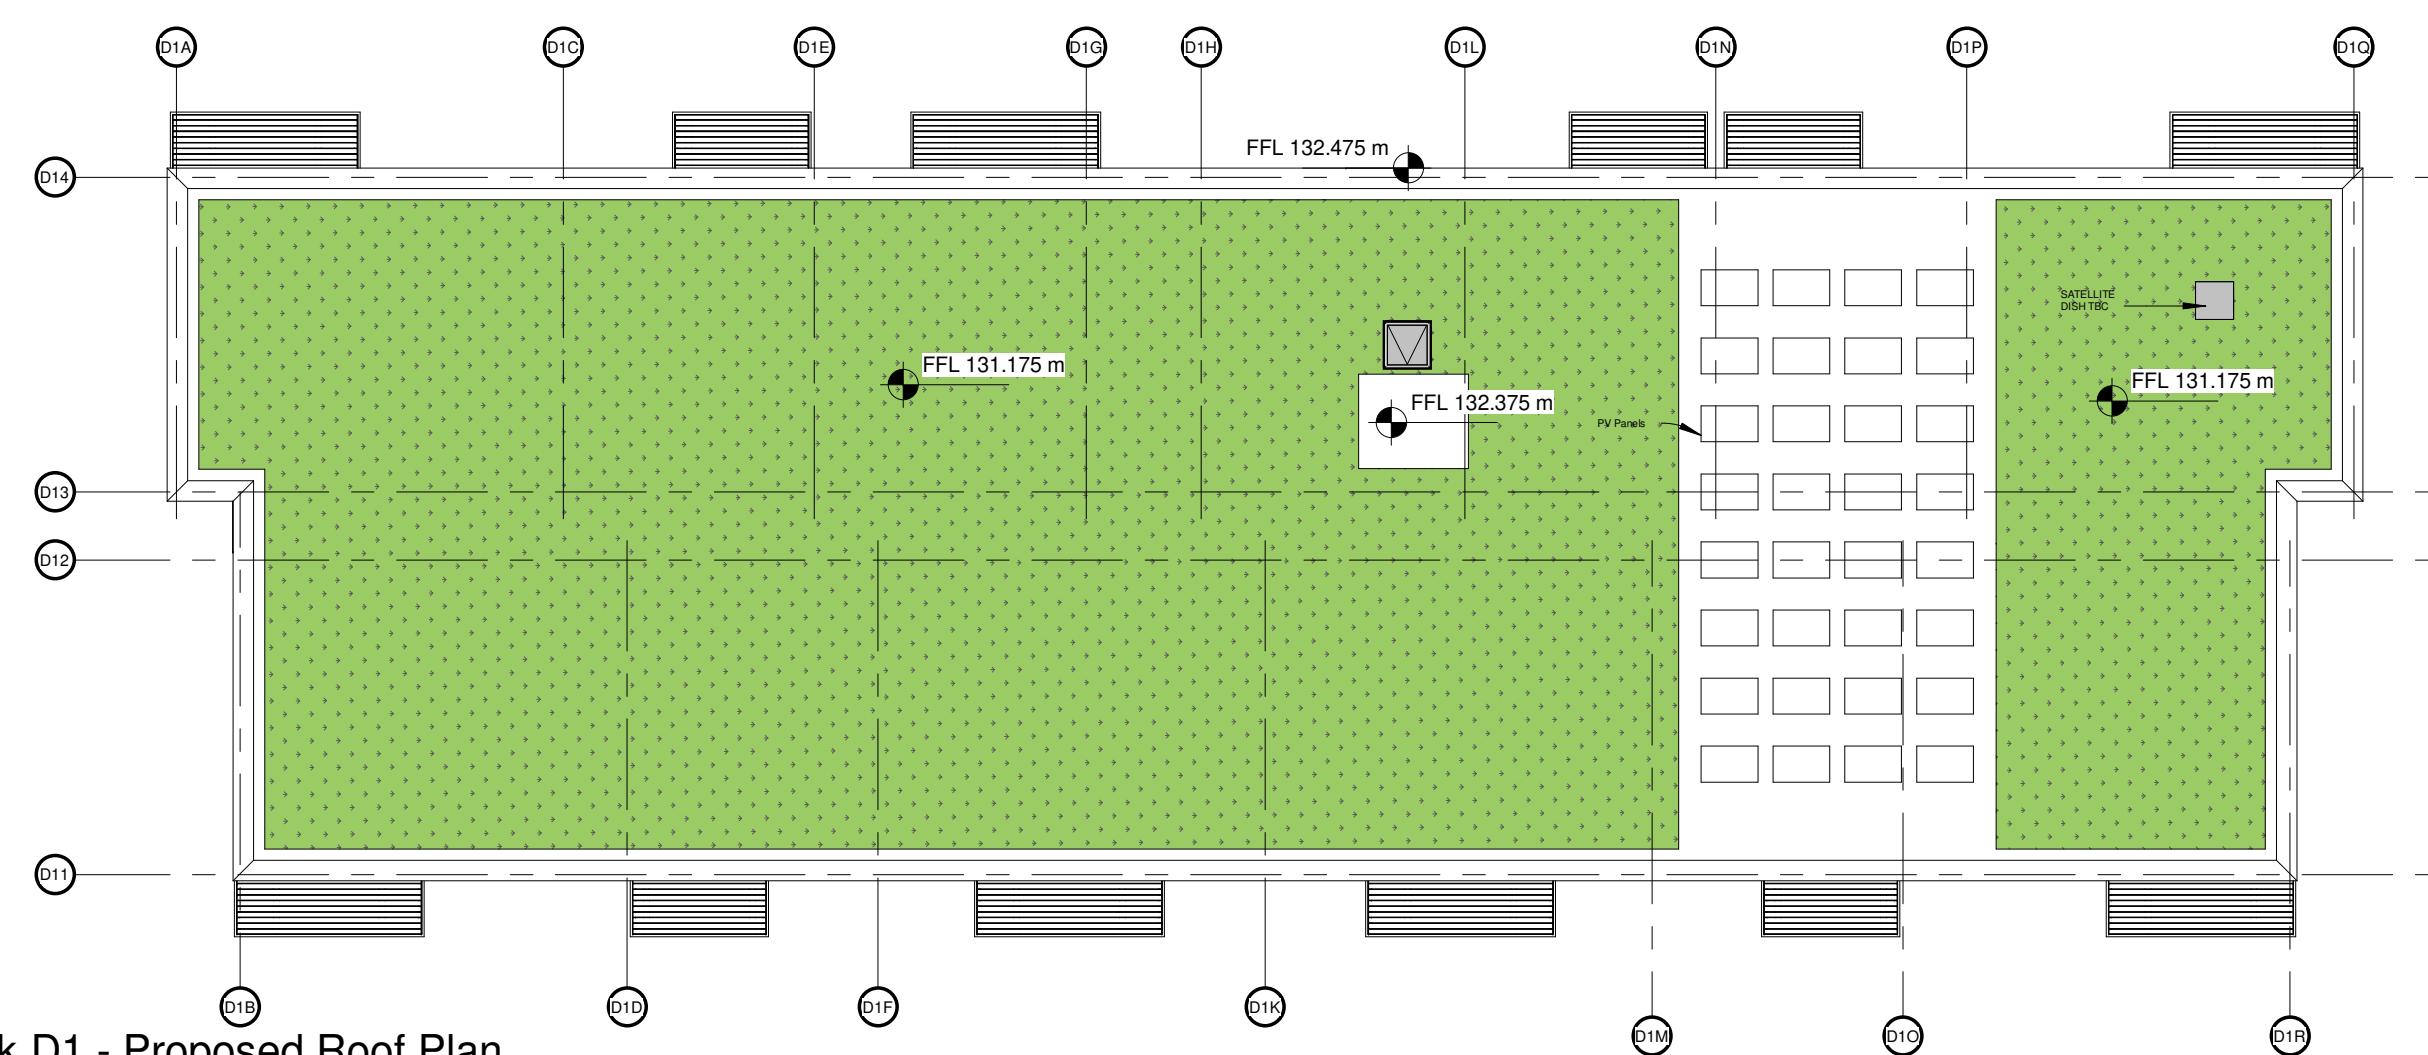 D1A
D1C
D1E
D1G
D1H
D1L
D1N
D1P
D1Q
FFL 132.475 m
D14
SATELLITE
DISH TBC
FFL 131.175 m
FFL 131.175 m
FFL 132.375 m
PV Panels
D13
D12
D11
D1B
D1D
D1F
D1K
D1M
D1O
D1R
k D1 - Proposed Roof Plan